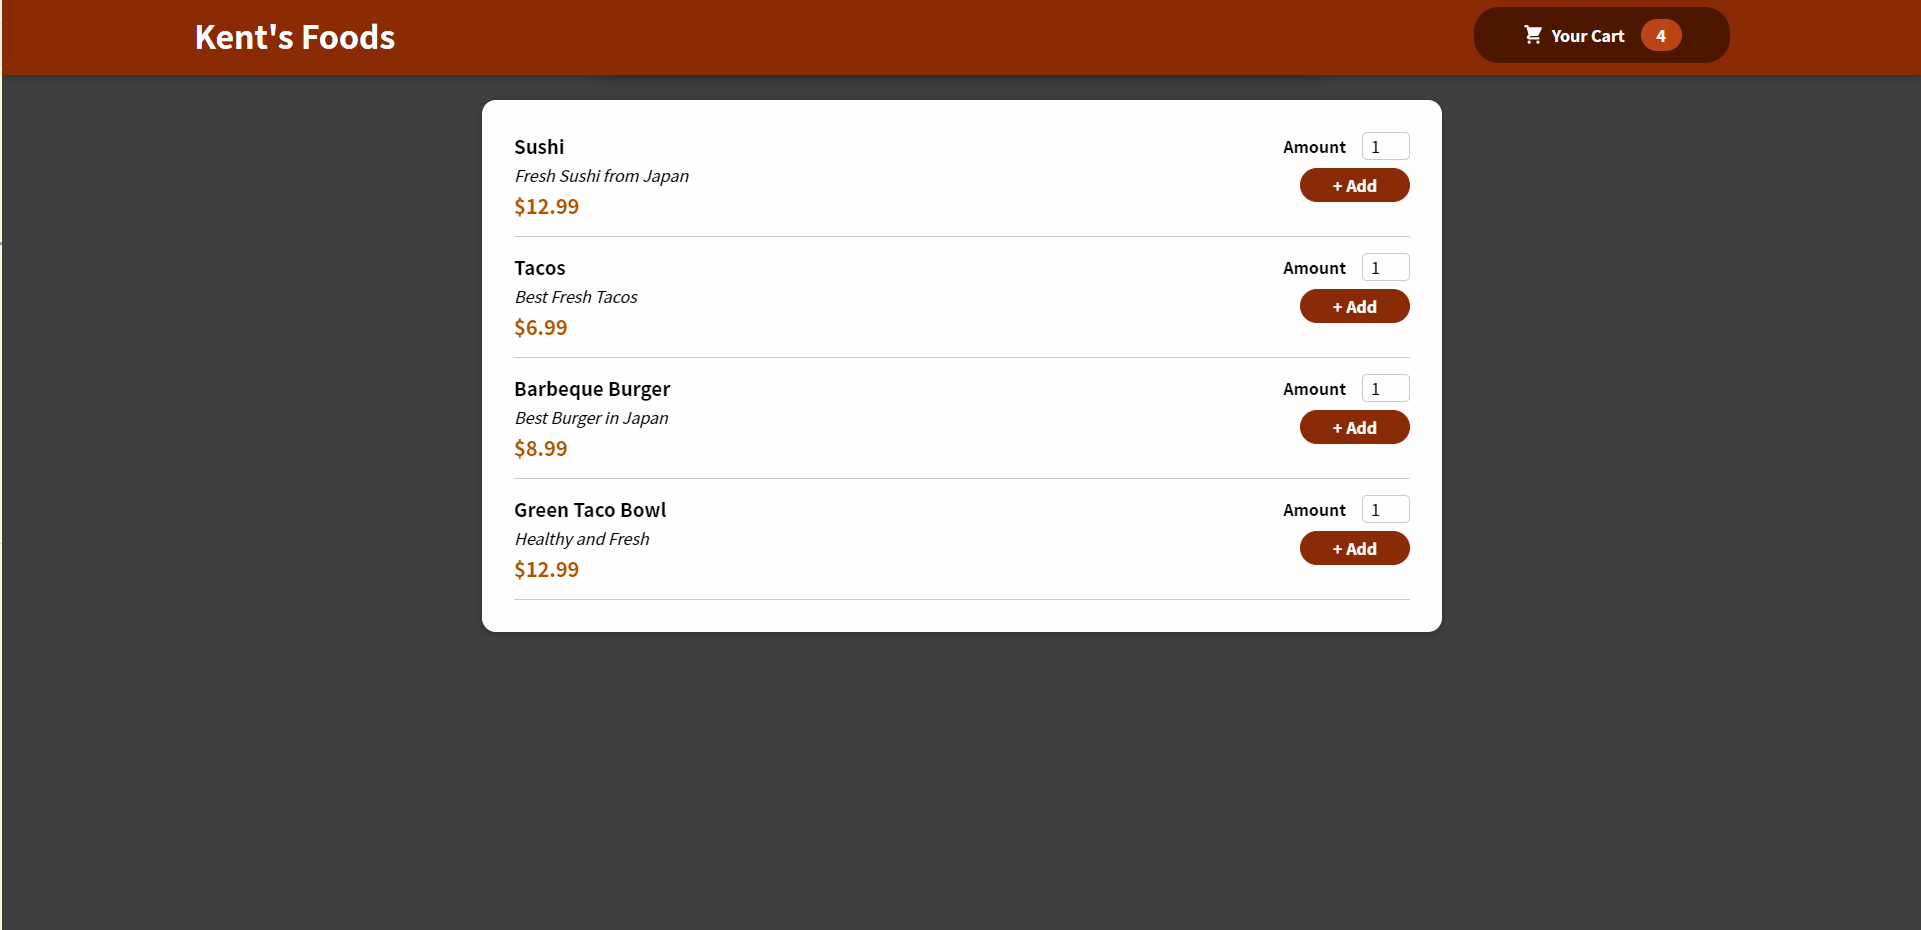 Kent's Foods
Your Cart 4
Sushi
Fresh Sushi from Japan
$12.99
Amount 1
+ Add
Tacos
Best Fresh Tacos
$6.99
Amount 1
+ Add
Barbeque Burger
Best Burger in Japan
$8.99
Amount 1
+ Add
Green Taco Bowl
Healthy and Fresh
$12.99
Amount 1
+ Add